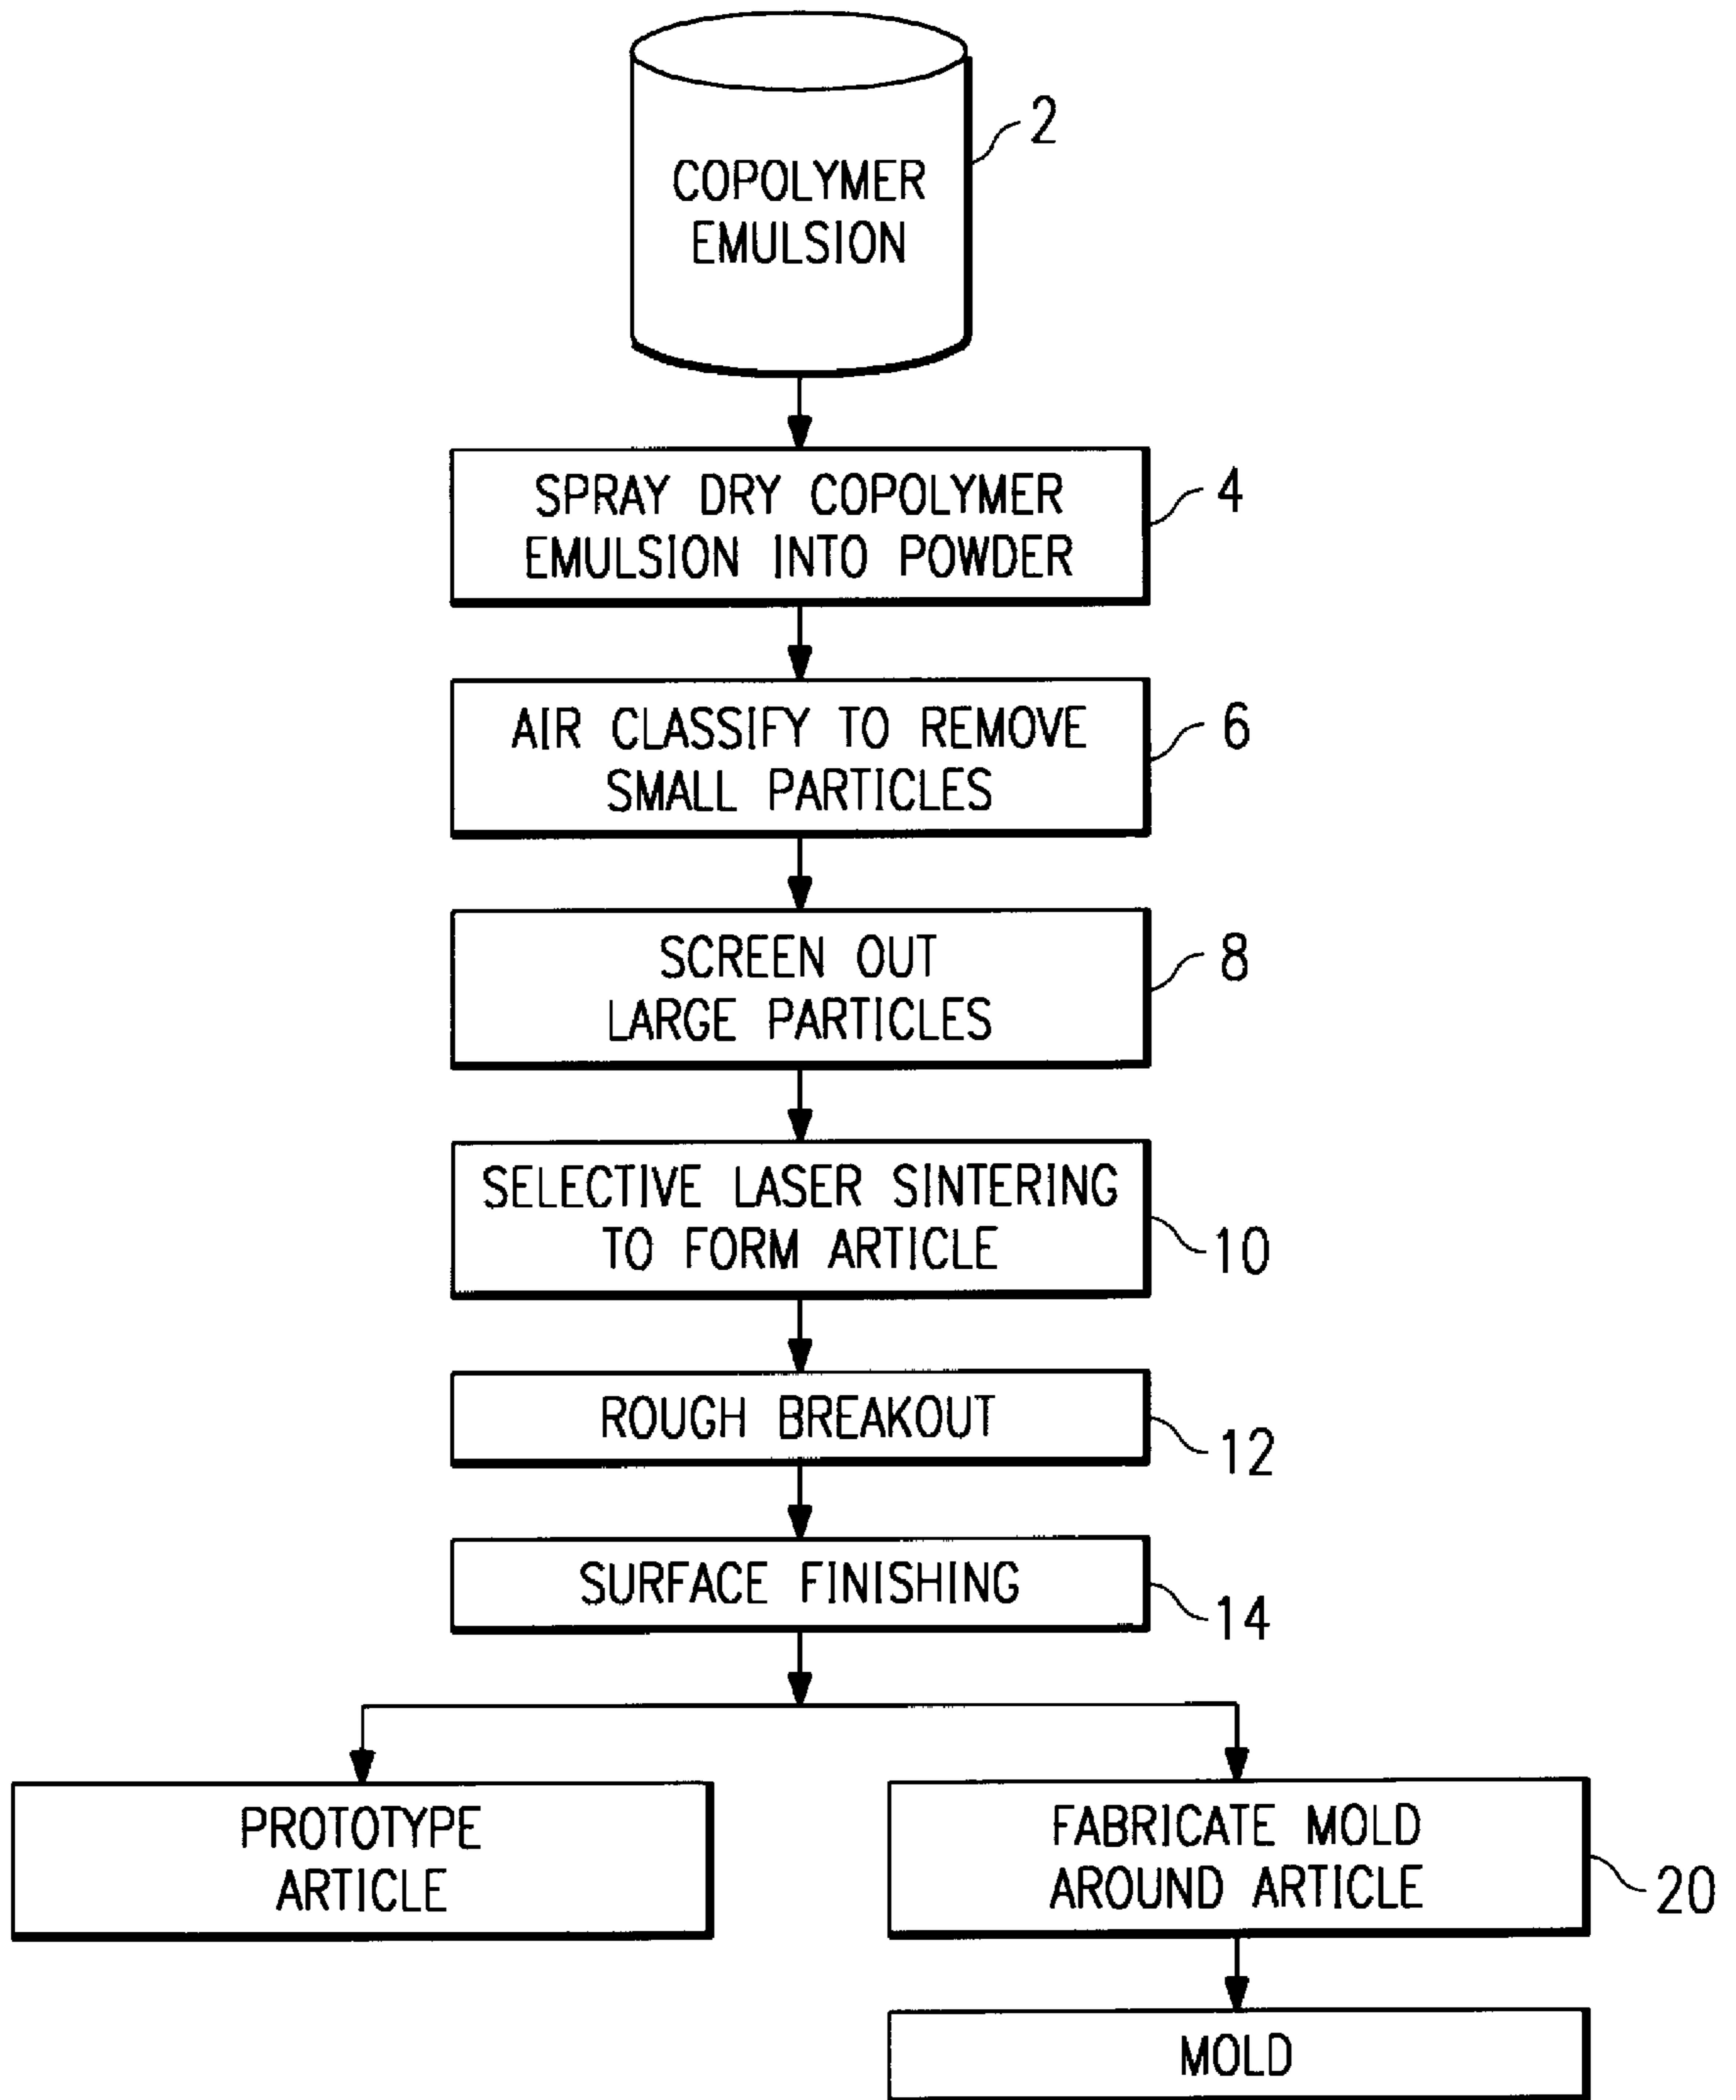 2
COPOLYMER
EMULSION
SPRAY DRY COPOLYMER
EMULSION INTO POWDER
4
AIR CLASSIFY TO REMOVE
SMALL PARTICLES
6
SCREEN OUT
LARGE PARTICLES
8
SELECTIVE LASER SINTERING
TO FORM ARTICLE
10
ROUGH BREAKOUT
12
SURFACE FINISHING
14
PROTOTYPE
ARTICLE
FABRICATE MOLD
AROUND ARTICLE
20
MOLD